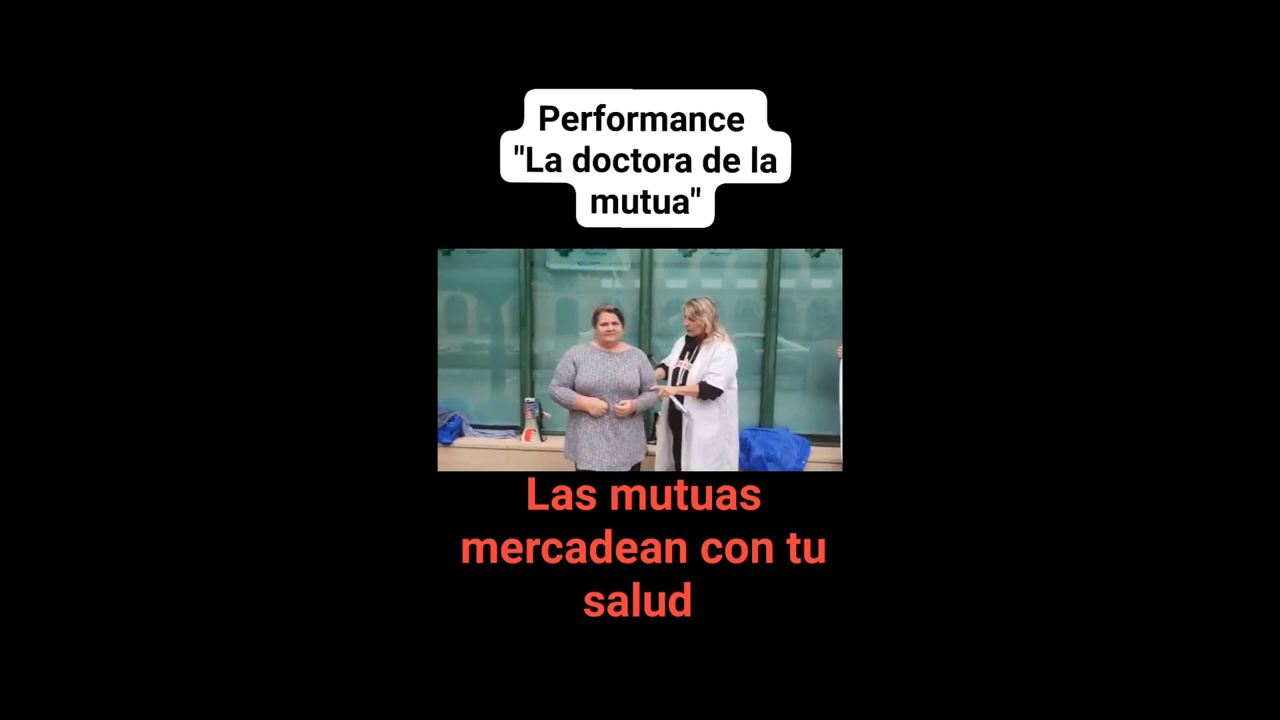 Performance
"La doctora de la
mutua"
Las mutuas
mercadean con tu
salud